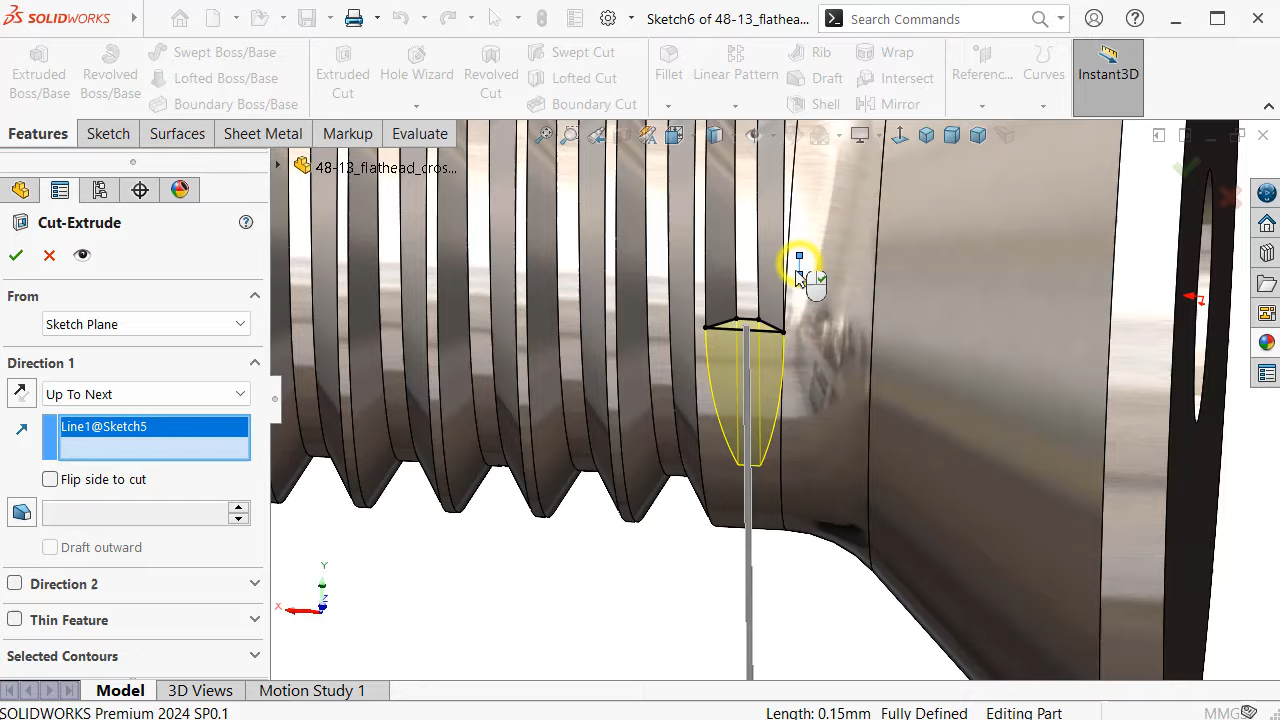 SOLIDWORKS
Sketch6 of 48-13_flathea...
Search Commands
Extruded Boss/Base
Revolved Boss/Base
Swept Boss/Base
Lofted Boss/Base
Boundary Boss/Base
Extruded Cut
Hole Wizard
Revolved Cut
Swept Cut
Lofted Cut
Boundary Cut
Fillet
Linear Pattern
Rib
Draft
Shell
Wrap
Intersect
Mirror
Referenc...
Curves
Instant3D
Features
Sketch
Surfaces
Sheet Metal
Markup
Evaluate
48-13_flathead_cros...
Cut-Extrude
From
Sketch Plane
Direction 1
Up To Next
Line1@Sketch5
Flip side to cut
Draft outward
Direction 2
Thin Feature
Selected Contours
Y
X
Z
Model
3D Views
Motion Study 1
SOLIDWORKS Premium 2024 SP0.1
Length: 0.15mm
Fully Defined
Editing Part
MMG